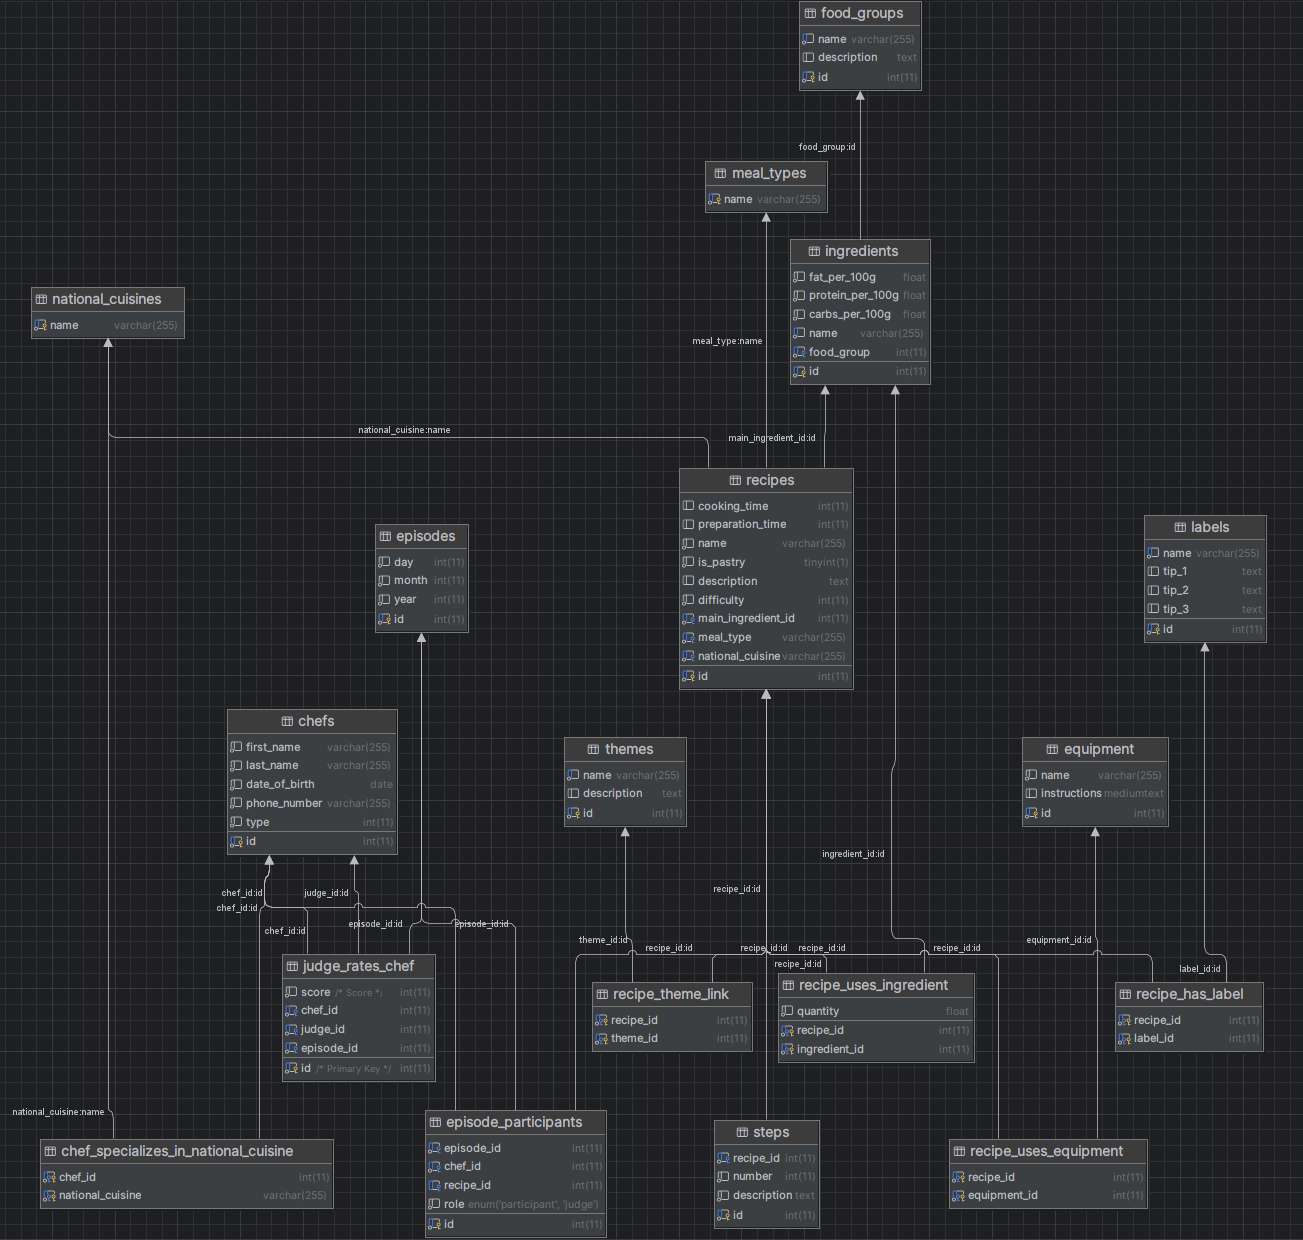 food_groups
name varchar(255)
description text
id int(11)
food_group:id
meal_types
name varchar(255)
ingredients
fat_per_100g float
protein_per_100g float
carbs_per_100g float
name varchar(255)
food_group int(11)
id int(11)
national_cuisines
name varchar(255)
meal_type:name
national_cuisine:name
main_ingredient_id:id
recipes
cooking_time int(11)
preparation_time int(11)
name varchar(255)
is_pastry tinyint(1)
description text
difficulty int(11)
main_ingredient_id int(11)
meal_type varchar(255)
national_cuisine varchar(255)
id int(11)
episodes
day int(11)
month int(11)
year int(11)
id int(11)
labels
name varchar(255)
tip_1 text
tip_2 text
tip_3 text
id int(11)
chefs
first_name varchar(255)
last_name varchar(255)
date_of_birth date
phone_number varchar(255)
type int(11)
id int(11)
themes
name varchar(255)
description text
id int(11)
equipment
name varchar(255)
instructions mediumtext
id int(11)
ingredient_id:id
recipe_id:id
chef_id:id
judge_id:id
chef_id:id
chef_id:id
episode_id:id
episode_id:id
theme_id:id
recipe_id:id
recipe_id:id
recipe_id:id
recipe_id:id
recipe_id:id
equipment_id:id
label_id:id
judge_rates_chef
score /* Score */ int(11)
chef_id int(11)
judge_id int(11)
episode_id int(11)
id /* Primary Key */ int(11)
recipe_theme_link
recipe_id int(11)
theme_id int(11)
recipe_uses_ingredient
quantity float
recipe_id int(11)
ingredient_id int(11)
recipe_has_label
recipe_id int(11)
label_id int(11)
national_cuisine:name
chef_specializes_in_national_cuisine
chef_id int(11)
national_cuisine varchar(255)
episode_participants
episode_id int(11)
chef_id int(11)
recipe_id int(11)
role enum('participant', 'judge')
id int(11)
steps
recipe_id int(11)
number int(11)
description text
id int(11)
recipe_uses_equipment
recipe_id int(11)
equipment_id int(11)